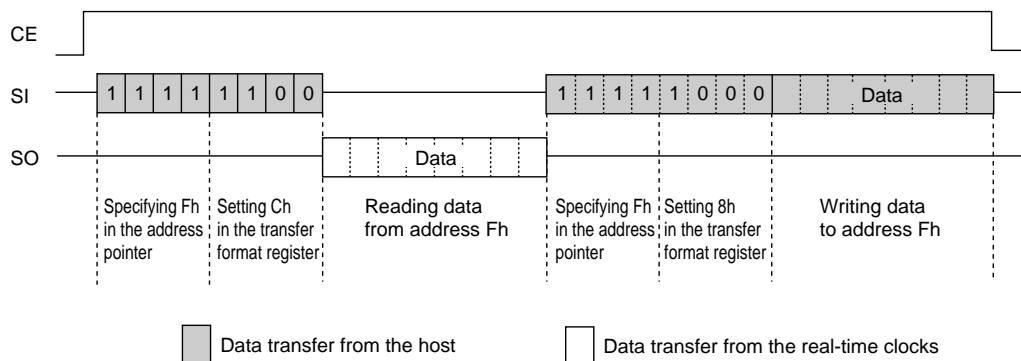 CE
SI
1 1 1 1 1 1 0 0
1 1 1 1 1 0 0 0 Data
SO
Data
Specifying Fh
in the address
pointer
Setting Ch
in the transfer
format register
Reading data
from address Fh
Specifying Fh
in the address
pointer
Setting 8h
in the transfer
format register
Writing data
to address Fh
Data transfer from the host
Data transfer from the real-time clocks